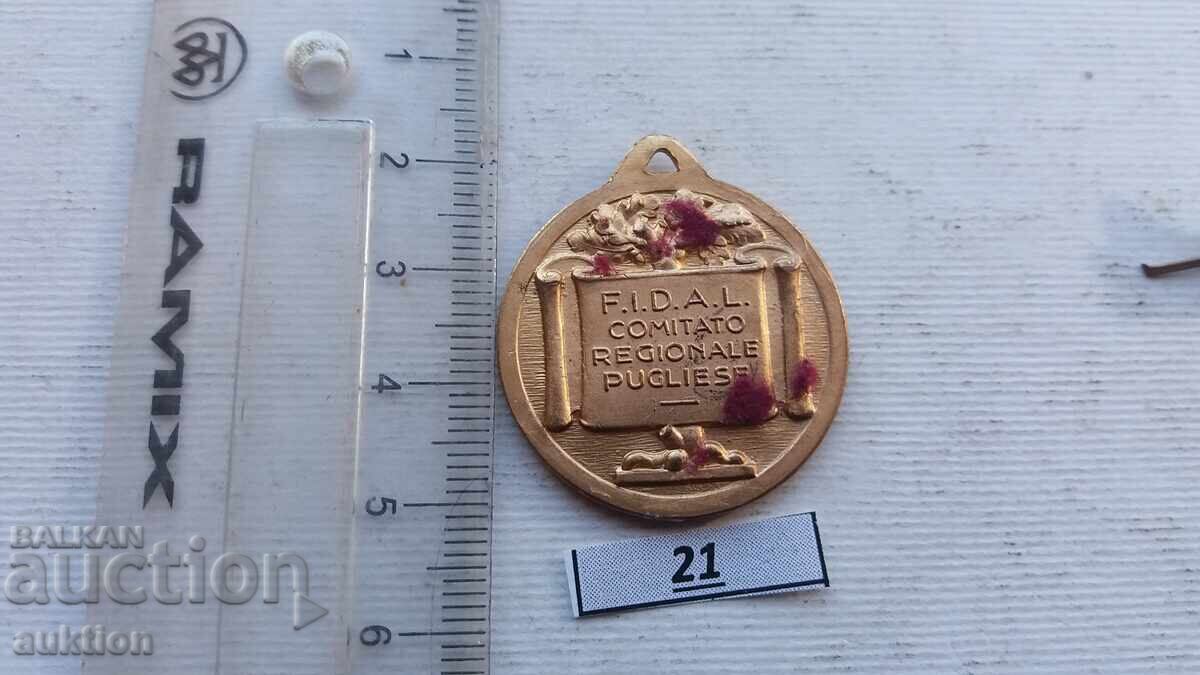 RAMIX
1
2
3
4
5
6
F.I.D.A.L.
COMITATO
REGIONALE
PUGLIESE
21
BALKAN
auction
auktion